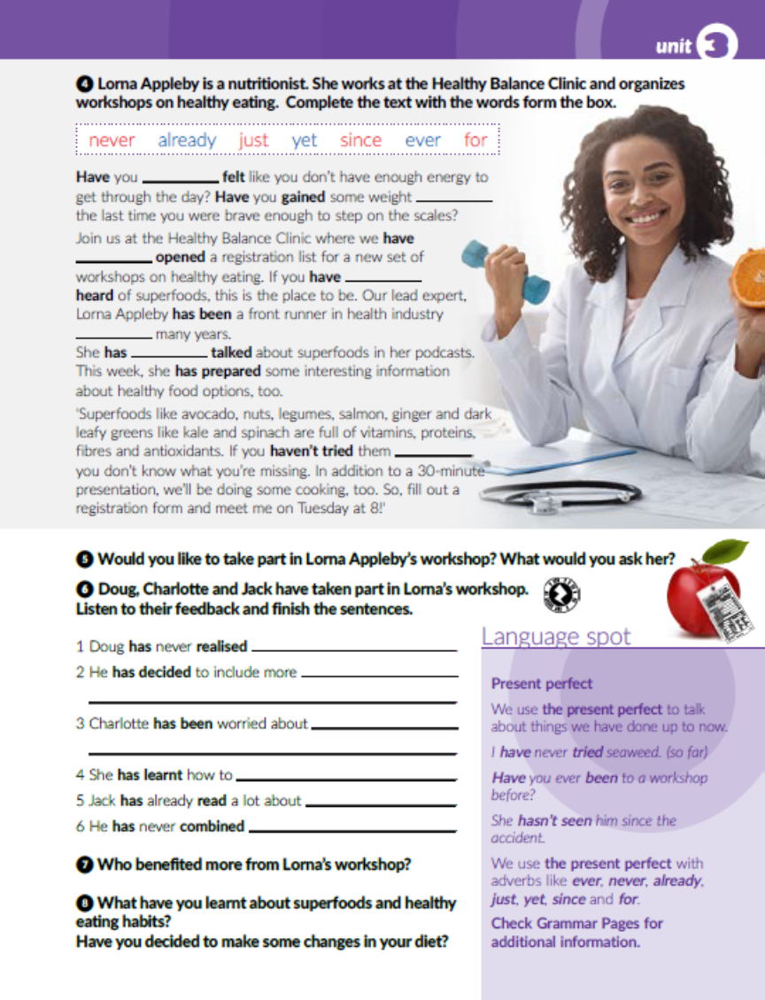 unit 3
4 Lorna Appleby is a nutritionist. She works at the Healthy Balance Clinic and organizes
workshops on healthy eating. Complete the text with the words form the box.
never already just yet since ever for
Have you __________ felt like you don't have enough energy to
get through the day? Have you gained some weight __________
the last time you were brave enough to step on the scales?
Join us at the Healthy Balance Clinic where we have
__________ opened a registration list for a new set of
workshops on healthy eating. If you have __________
heard of superfoods, this is the place to be. Our lead expert,
Lorna Appleby has been a front runner in health industry
__________ many years.
She has __________ talked about superfoods in her podcasts.
This week, she has prepared some interesting information
about healthy food options, too.
'Superfoods like avocado, nuts, legumes, salmon, ginger and dark
leafy greens like kale and spinach are full of vitamins, proteins,
fibres and antioxidants. If you haven't tried them __________
you don't know what you're missing. In addition to a 30-minute
presentation, we'll be doing some cooking, too. So, fill out a
registration form and meet me on Tuesday at 8!'
5 Would you like to take part in Lorna Appleby's workshop? What would you ask her?
6 Doug, Charlotte and Jack have taken part in Lorna's workshop.
Listen to their feedback and finish the sentences.
1 Doug has never realised __________
2 He has decided to include more __________
3 Charlotte has been worried about __________
4 She has learnt how to __________
5 Jack has already read a lot about __________
6 He has never combined __________
7 Who benefited more from Lorna's workshop?
8 What have you learnt about superfoods and healthy
eating habits?
Have you decided to make some changes in your diet?
Language spot
Present perfect
We use the present perfect to talk
about things we have done up to now.
I have never tried seaweed. (so far)
Have you ever been to a workshop
before?
She hasn't seen him since the
accident.
We use the present perfect with
adverbs like ever, never, already,
just, yet, since and for.
Check Grammar Pages for
additional information.